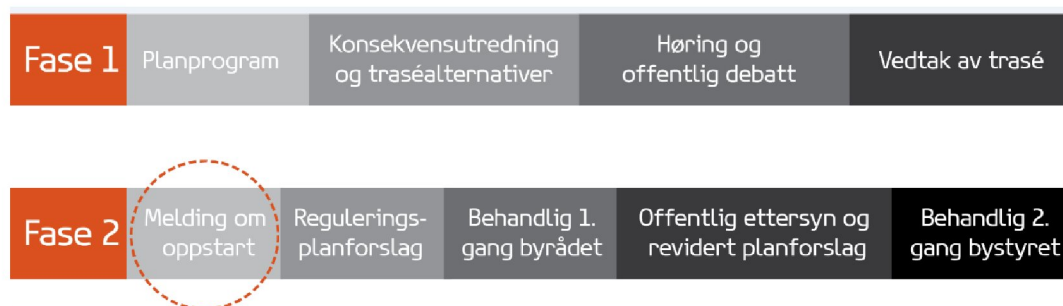 Fase 1
Planprogram
Konsekvensutredning
og traséalternativer
Høring og
offentlig debatt
Vedtak av trasé
Fase 2
Melding om
oppstart
Regulerings-
planforslag
Behandlig 1.
gang byrådet
Offentlig ettersyn og
revidert planforslag
Behandlig 2.
gang bystyret